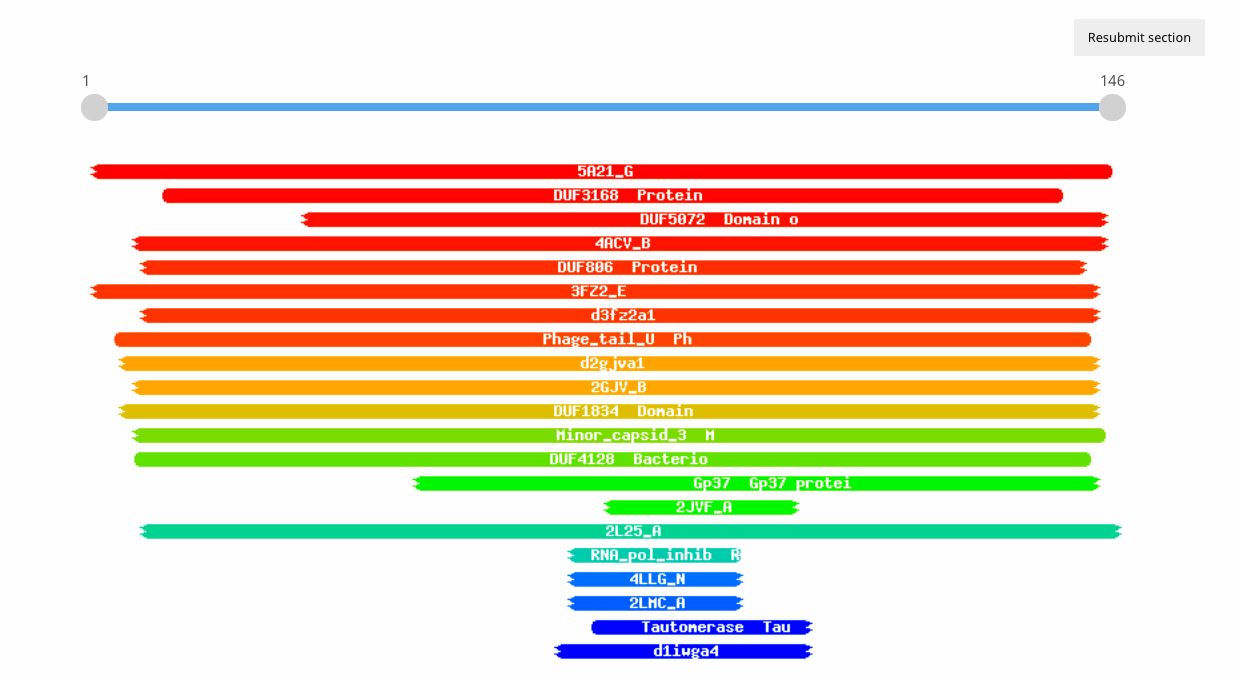 Resubmit section
1 146
5A21_G
DUF3168 Protein
DUF5072 Domain o
4ACV_B
DUF806 Protein
3FZ2_E
d3fz2a1
Phage_tail_U Ph
d2gjva1
2GJV_B
DUF1834 Domain
Minor_capsid_3 M
DUF4128 Bacterio
Gp37 Gp37 protei
2JVF_A
2L25_A
RNA_pol_inhib R
4LLG_N
2LMC_A
Tautomerase Tau
d1iwga4